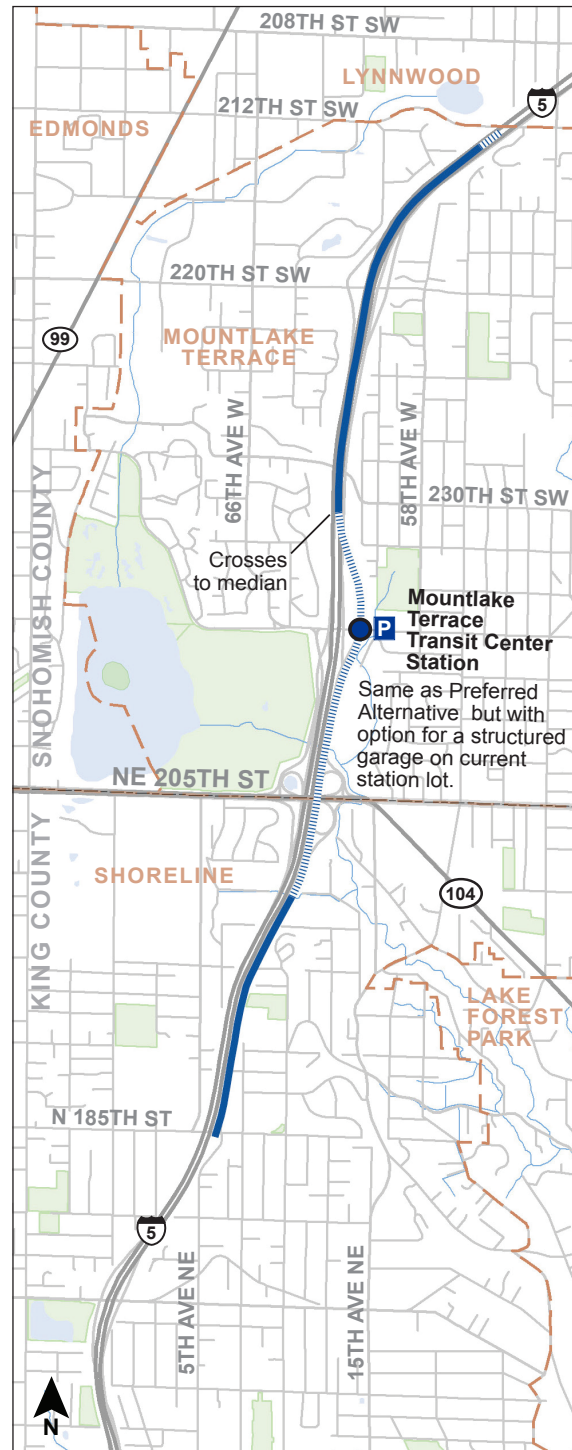 208TH ST SW
LYNNWOOD
5
212TH ST SW
EDMONDS
220TH ST SW
99
MOUNTLAKE
TERRACE
66TH AVE W
58TH AVE W
230TH ST SW
SNOHOMISH COUNTY
Crosses
to median
P
Mountlake
Terrace
Transit Center
Station
Same as Preferred
Alternative but with
option for a structured
garage on current
station lot.
NE 205TH ST
KING COUNTY
SHORELINE
104
LAKE
FOREST
PARK
N 185TH ST
5
5TH AVE NE
15TH AVE NE
N